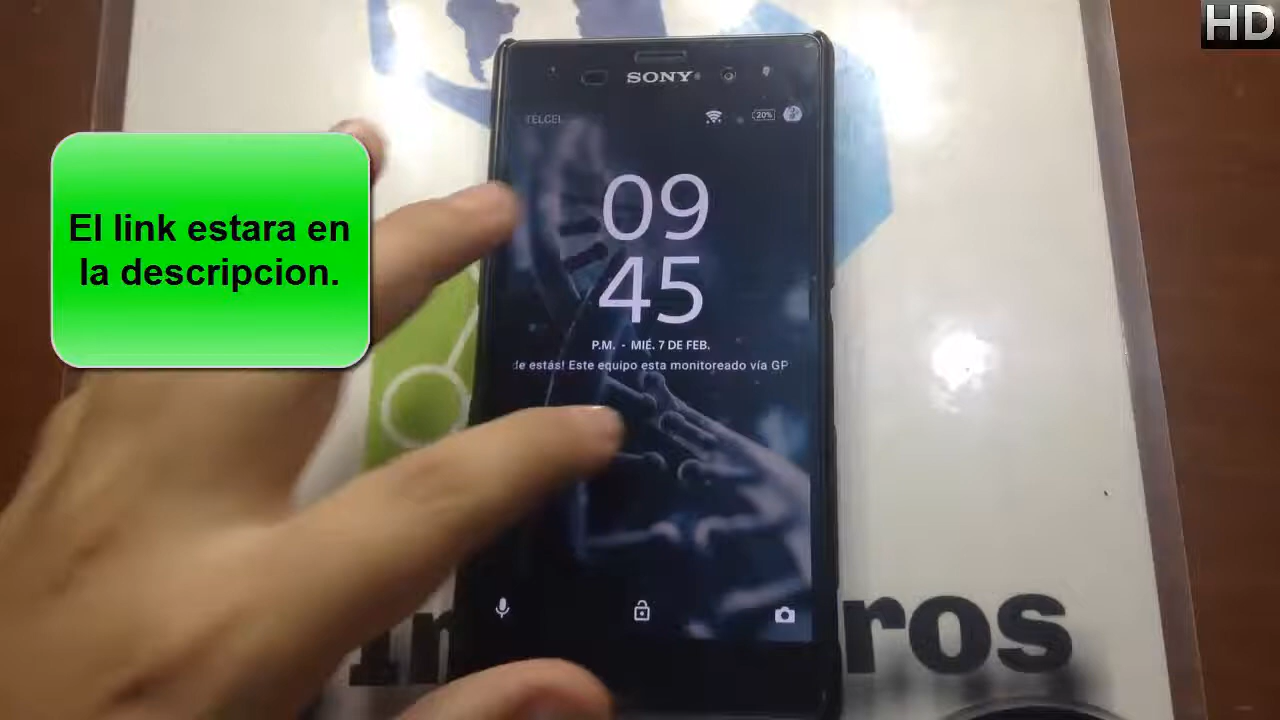 HD
SONY
TELCEL
20%
El link estara en
la descripcion.
09
45
P.M. - MIÉ. 7 DE FEB.
de estás! Este equipo esta monitoreado vía GP
In
ros